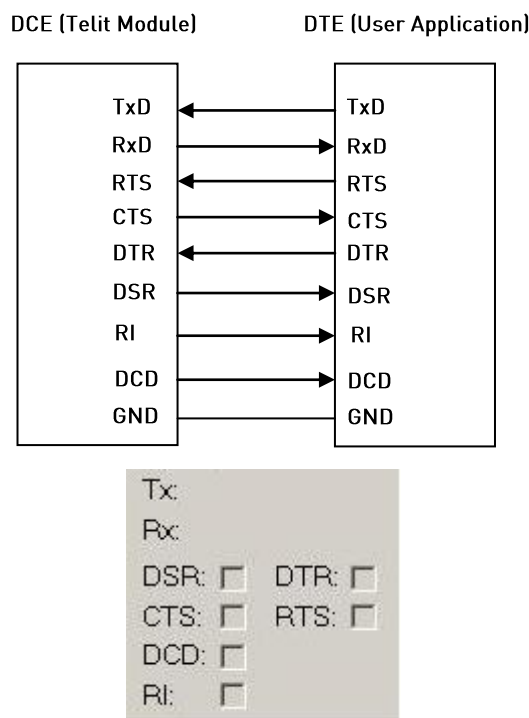 DCE (Telit Module) DTE (User Application)
TxD TxD
RxD RxD
RTS RTS
CTS CTS
DTR DTR
DSR DSR
RI RI
DCD DCD
GND GND
Tx:
Rx:
DSR: DTR:
CTS: RTS:
DCD:
RI: